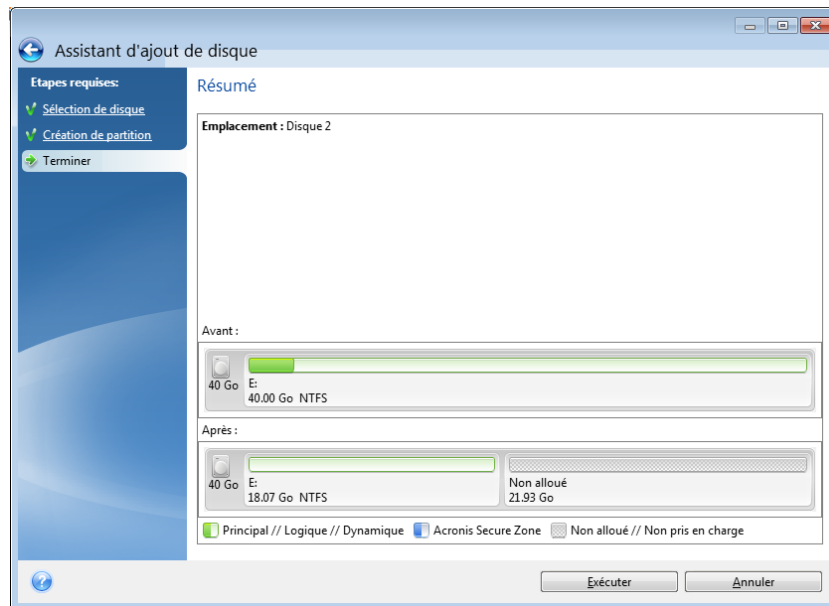 Assistant d'ajout de disque
Etapes requises:
Sélection de disque
Création de partition
Terminer
Résumé
Emplacement : Disque 2
Avant :
40 Go
E:
40.00 Go NTFS
Après :
40 Go
E:
18.07 Go NTFS
Non alloué
21.93 Go
Principal // Logique // Dynamique
Acronis Secure Zone
Non alloué // Non pris en charge
?
Exécuter
Annuler